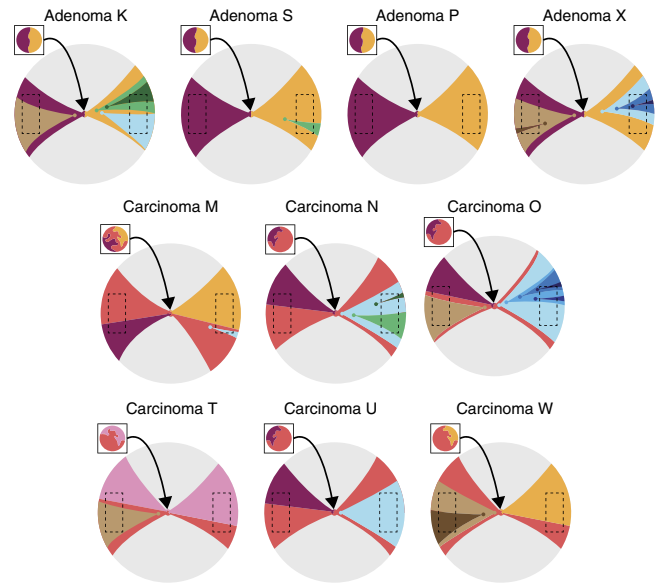 Adenoma K
Adenoma S
Adenoma P
Adenoma X
Carcinoma M
Carcinoma N
Carcinoma O
Carcinoma T
Carcinoma U
Carcinoma W